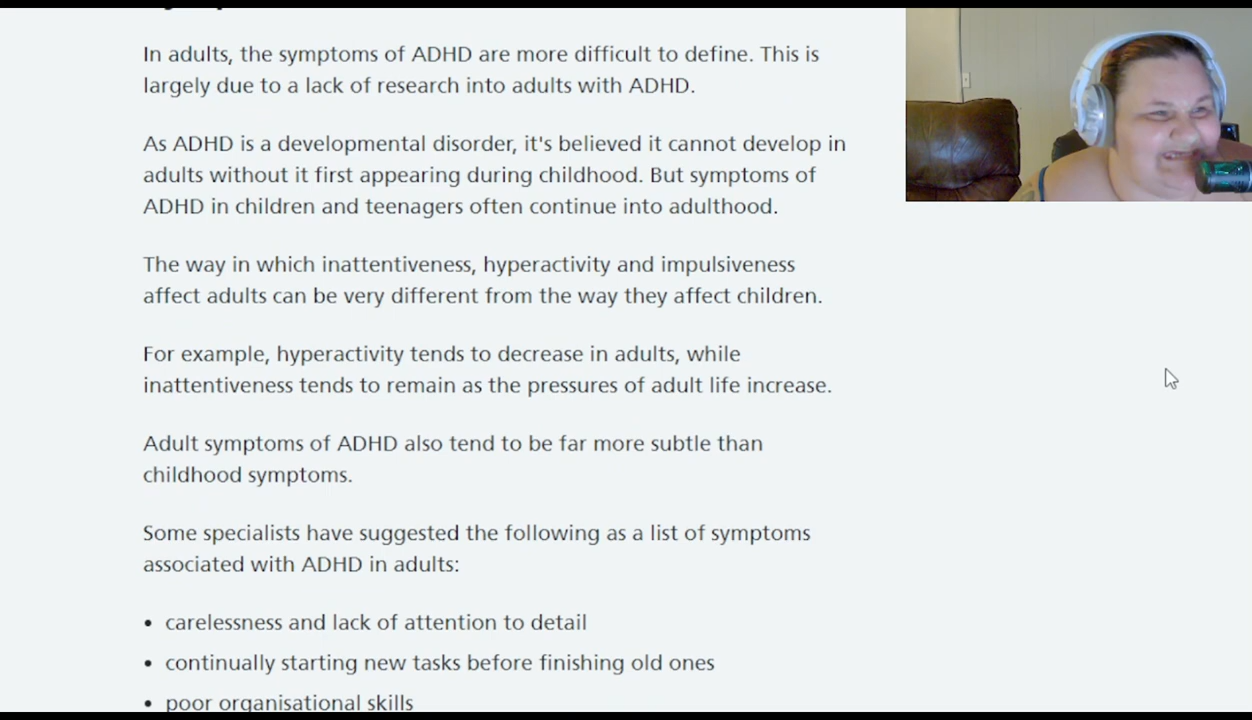 In adults, the symptoms of ADHD are more difficult to define. This is
largely due to a lack of research into adults with ADHD.
As ADHD is a developmental disorder, it's believed it cannot develop in
adults without it first appearing during childhood. But symptoms of
ADHD in children and teenagers often continue into adulthood.
The way in which inattentiveness, hyperactivity and impulsiveness
affect adults can be very different from the way they affect children.
For example, hyperactivity tends to decrease in adults, while
inattentiveness tends to remain as the pressures of adult life increase.
Adult symptoms of ADHD also tend to be far more subtle than
childhood symptoms.
Some specialists have suggested the following as a list of symptoms
associated with ADHD in adults:
• carelessness and lack of attention to detail
• continually starting new tasks before finishing old ones
• poor organisational skills